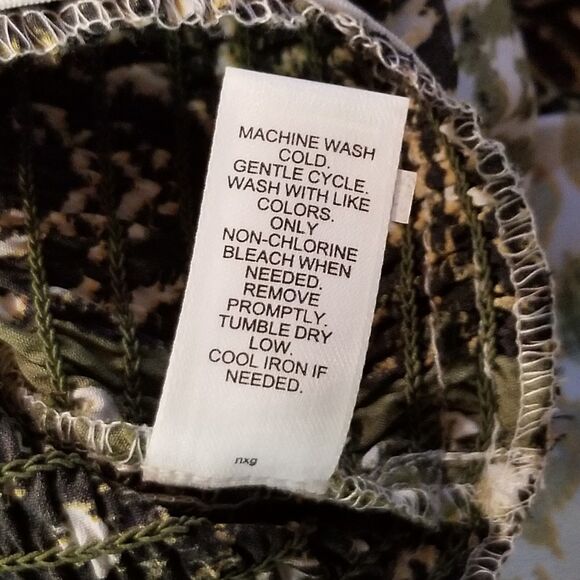 MACHINE WASH
COLD.
GENTLE CYCLE.
WASH WITH LIKE
COLORS.
ONLY
NON-CHLORINE
BLEACH WHEN
NEEDED.
REMOVE
PROMPTLY.
TUMBLE DRY
LOW.
COOL IRON IF
NEEDED.
nxg